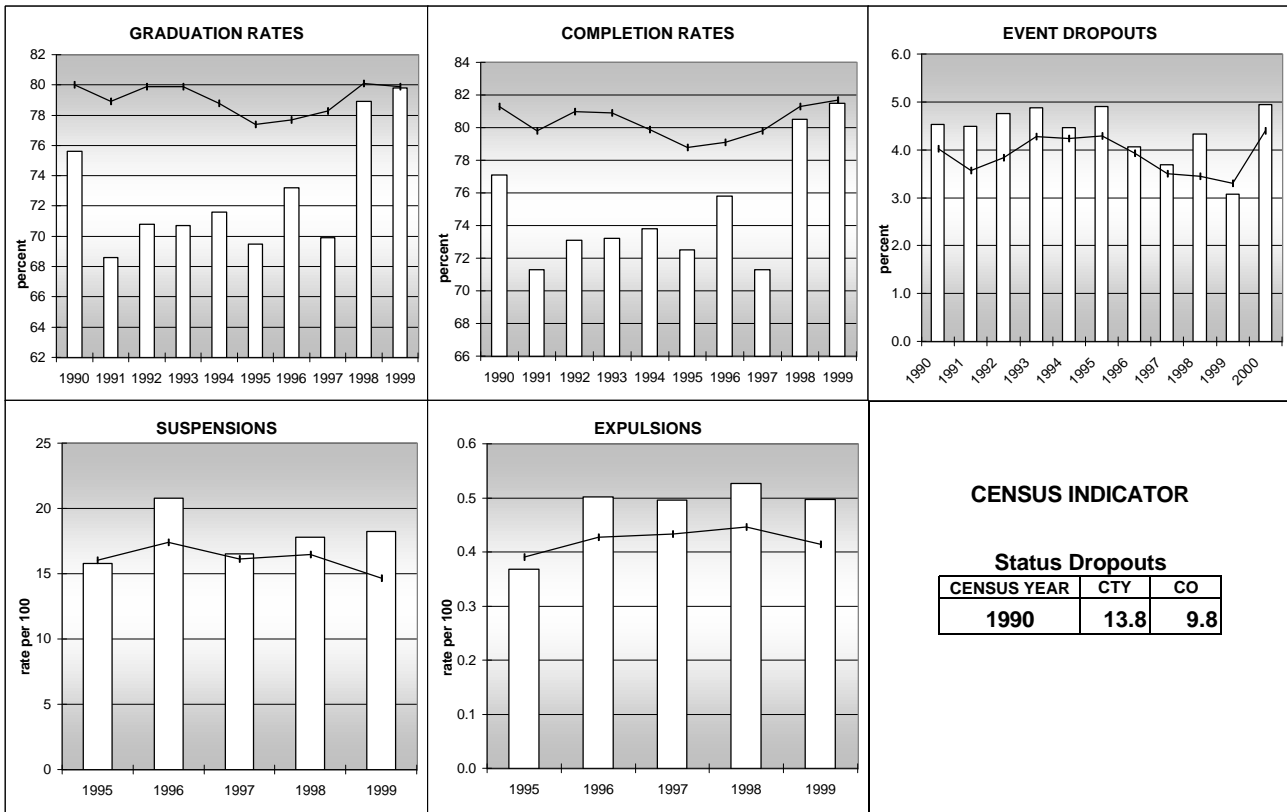 GRADUATION RATES
82
80
78
76
74
72
70
68
66
64
62
percent
1990 1991 1992 1993 1994 1995 1996 1997 1998 1999
COMPLETION RATES
84
82
80
78
76
74
72
70
68
66
percent
1990 1991 1992 1993 1994 1995 1996 1997 1998 1999
EVENT DROPOUTS
6.0
5.0
4.0
3.0
2.0
1.0
0.0
percent
1990 1991 1992 1993 1994 1995 1996 1997 1998 1999 2000
SUSPENSIONS
25
20
15
10
5
0
rate per 100
1995 1996 1997 1998 1999
EXPULSIONS
0.6
0.5
0.4
0.3
0.2
0.1
0.0
rate per 100
1995 1996 1997 1998 1999
CENSUS INDICATOR
Status Dropouts
CENSUS YEAR CTY CO
1990 13.8 9.8